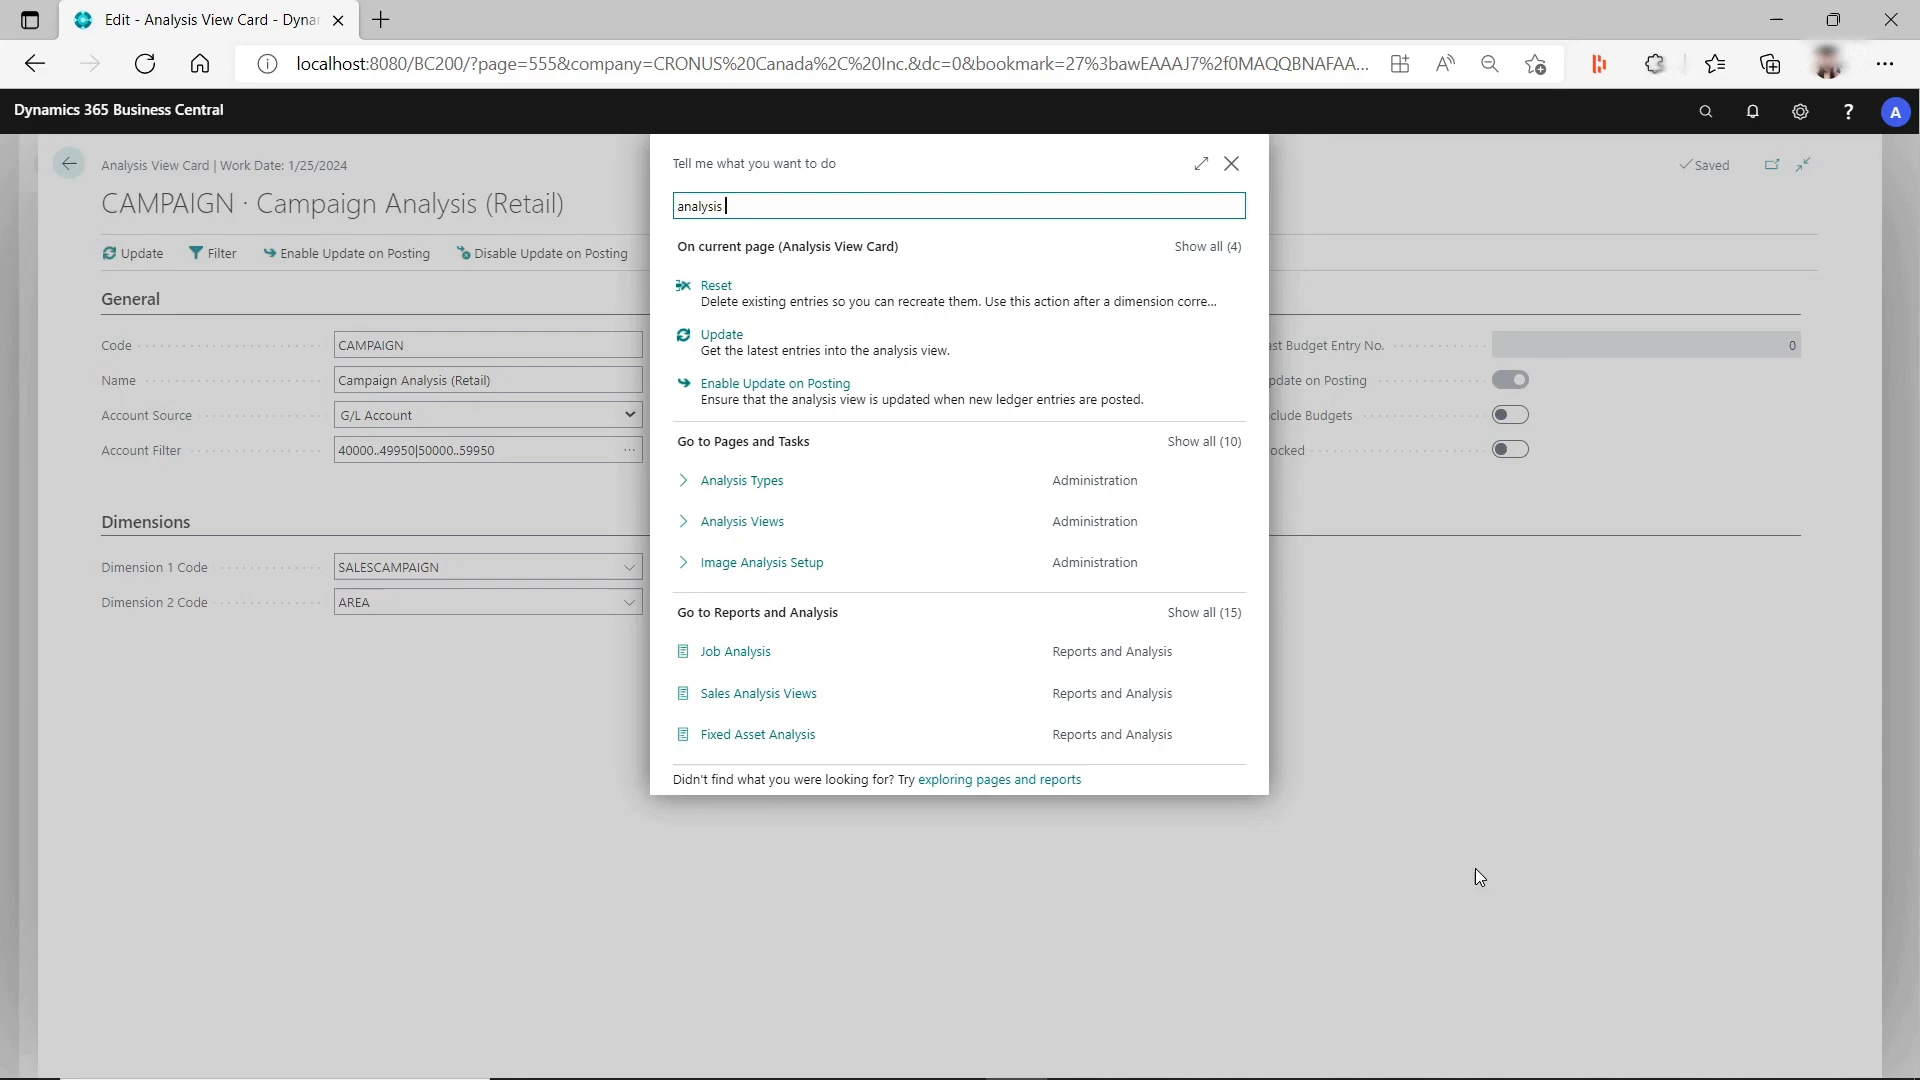 Edit - Analysis View Card - Dyna
localhost:8080/BC200/?page=555&company=CRONUS%20Canada%2C%20Inc.&dc=0&bookmark=27%3bawEAAAJ7%2f0MAQQBNAFAA...
Dynamics 365 Business Central
A
Analysis View Card | Work Date: 1/25/2024
Saved
CAMPAIGN · Campaign Analysis (Retail)
Update
Filter
Enable Update on Posting
Disable Update on Posting
General
Code
CAMPAIGN
Name
Campaign Analysis (Retail)
Account Source
G/L Account
Account Filter
40000..49950|50000..59950
ast Budget Entry No.
0
pdate on Posting
clude Budgets
ocked
Dimensions
Dimension 1 Code
SALESCAMPAIGN
Dimension 2 Code
AREA
Tell me what you want to do
analysis
On current page (Analysis View Card)
Show all (4)
Reset
Delete existing entries so you can recreate them. Use this action after a dimension corre...
Update
Get the latest entries into the analysis view.
Enable Update on Posting
Ensure that the analysis view is updated when new ledger entries are posted.
Go to Pages and Tasks
Show all (10)
Analysis Types
Administration
Analysis Views
Administration
Image Analysis Setup
Administration
Go to Reports and Analysis
Show all (15)
Job Analysis
Reports and Analysis
Sales Analysis Views
Reports and Analysis
Fixed Asset Analysis
Reports and Analysis
Didn't find what you were looking for? Try exploring pages and reports